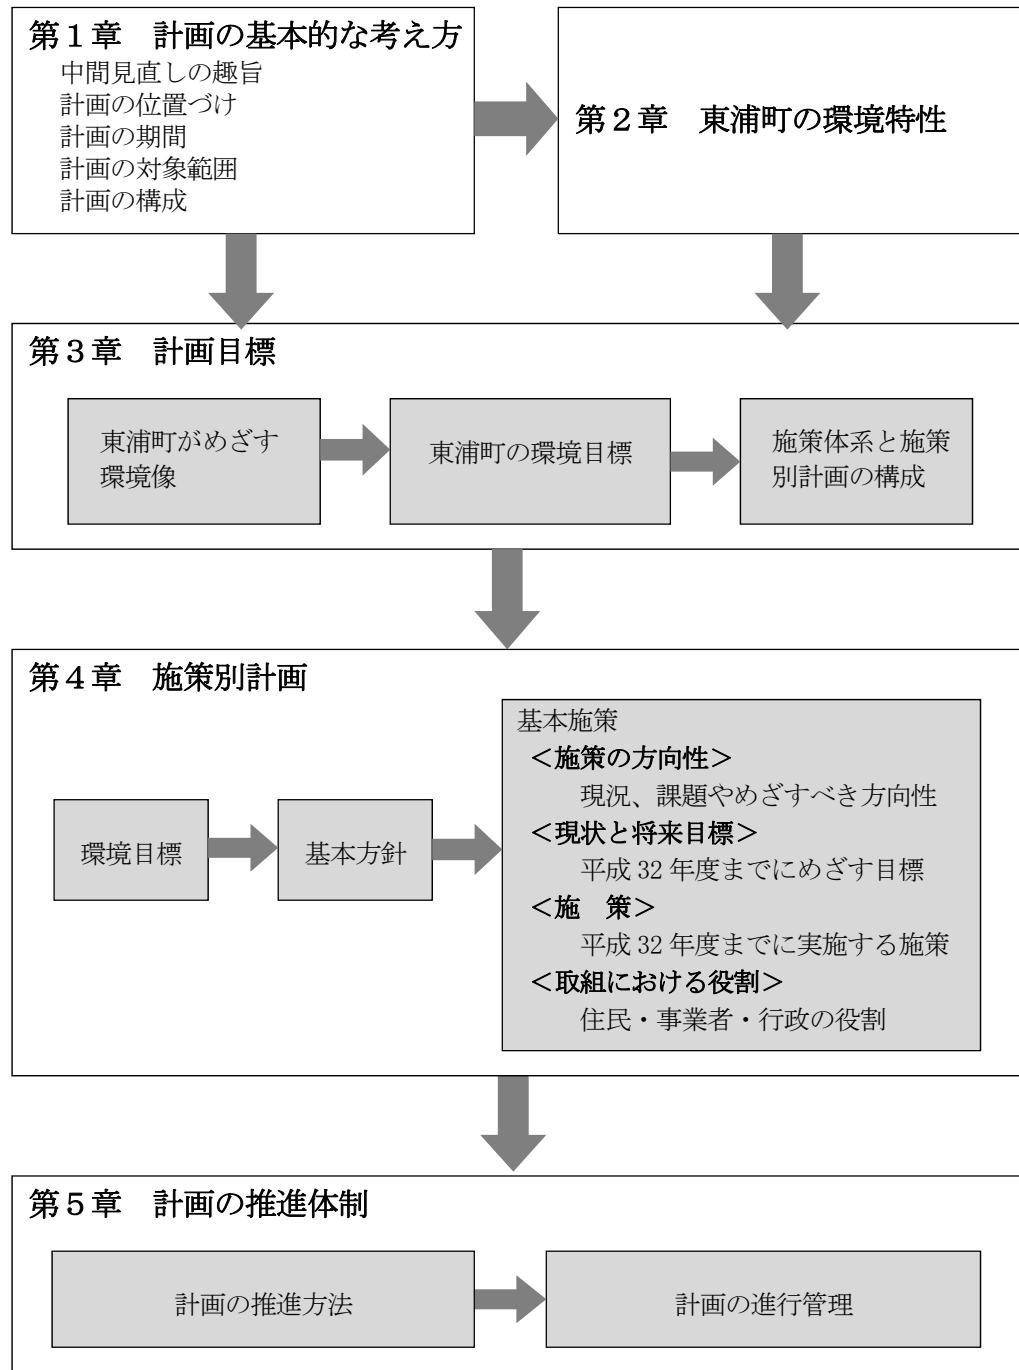 第１章　計画の基本的な考え方
中間見直しの趣旨
計画の位置づけ
計画の期間
計画の対象範囲
計画の構成
第２章　東浦町の環境特性
第３章　計画目標
東浦町がめざす
環境像
東浦町の環境目標
施策体系と施策
別計画の構成
第４章　施策別計画
環境目標
基本方針
基本施策
＜施策の方向性＞
現況、課題やめざすべき方向性
＜現状と将来目標＞
平成 32 年度までにめざす目標
＜施　策＞
平成 32 年度までに実施する施策
＜取組における役割＞
住民・事業者・行政の役割
第５章　計画の推進体制
計画の推進方法
計画の進行管理